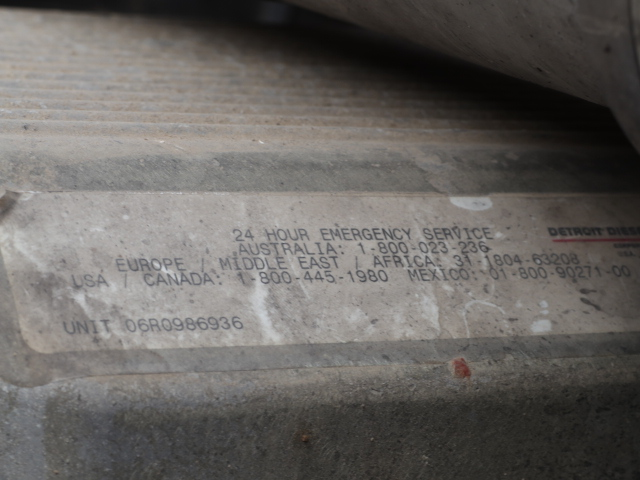 24 HOUR EMERGENCY SERVICE
AUSTRALIA: 1-800-023-236
EUROPE / MIDDLE EAST / AFRICA: 31 1804-63208
USA / CANADA: 1-800-445-1980 MEXICO: 01-800-90271-00
UNIT 06R0986936
DETROIT DIES